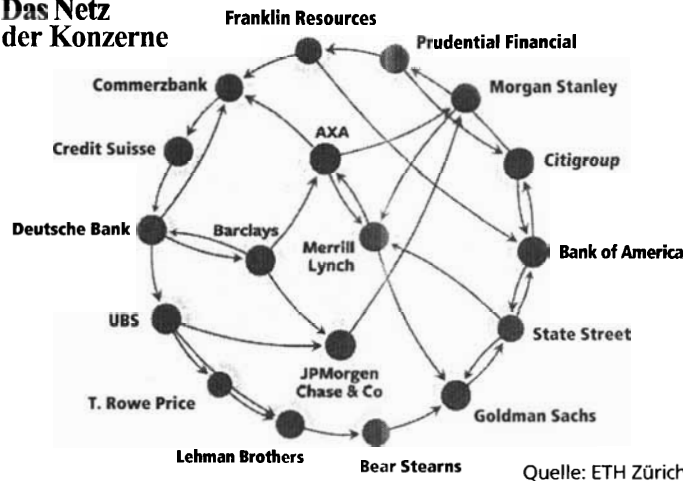 Das Netz
der Konzerne
Franklin Resources
Prudential Financial
Commerzbank
Morgan Stanley
AXA
Credit Suisse
Citigroup
Deutsche Bank
Barclays
Merrill
Lynch
Bank of America
UBS
State Street
JPMorgen
Chase & Co
T. Rowe Price
Goldman Sachs
Lehman Brothers
Bear Stearns
Quelle: ETH Zürich